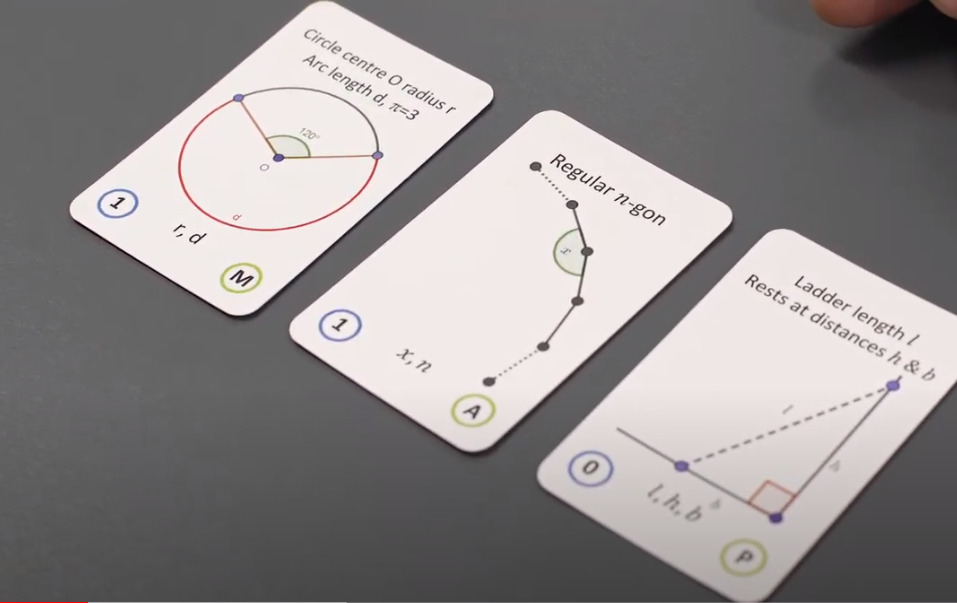 Circle centre O radius r
Arc length d, π=3
120°
O
d
1
r, d
M
Regular n-gon
x
1
x, n
A
Ladder length l
Rests at distances h & b
l
h
b
0
l, h, b
P